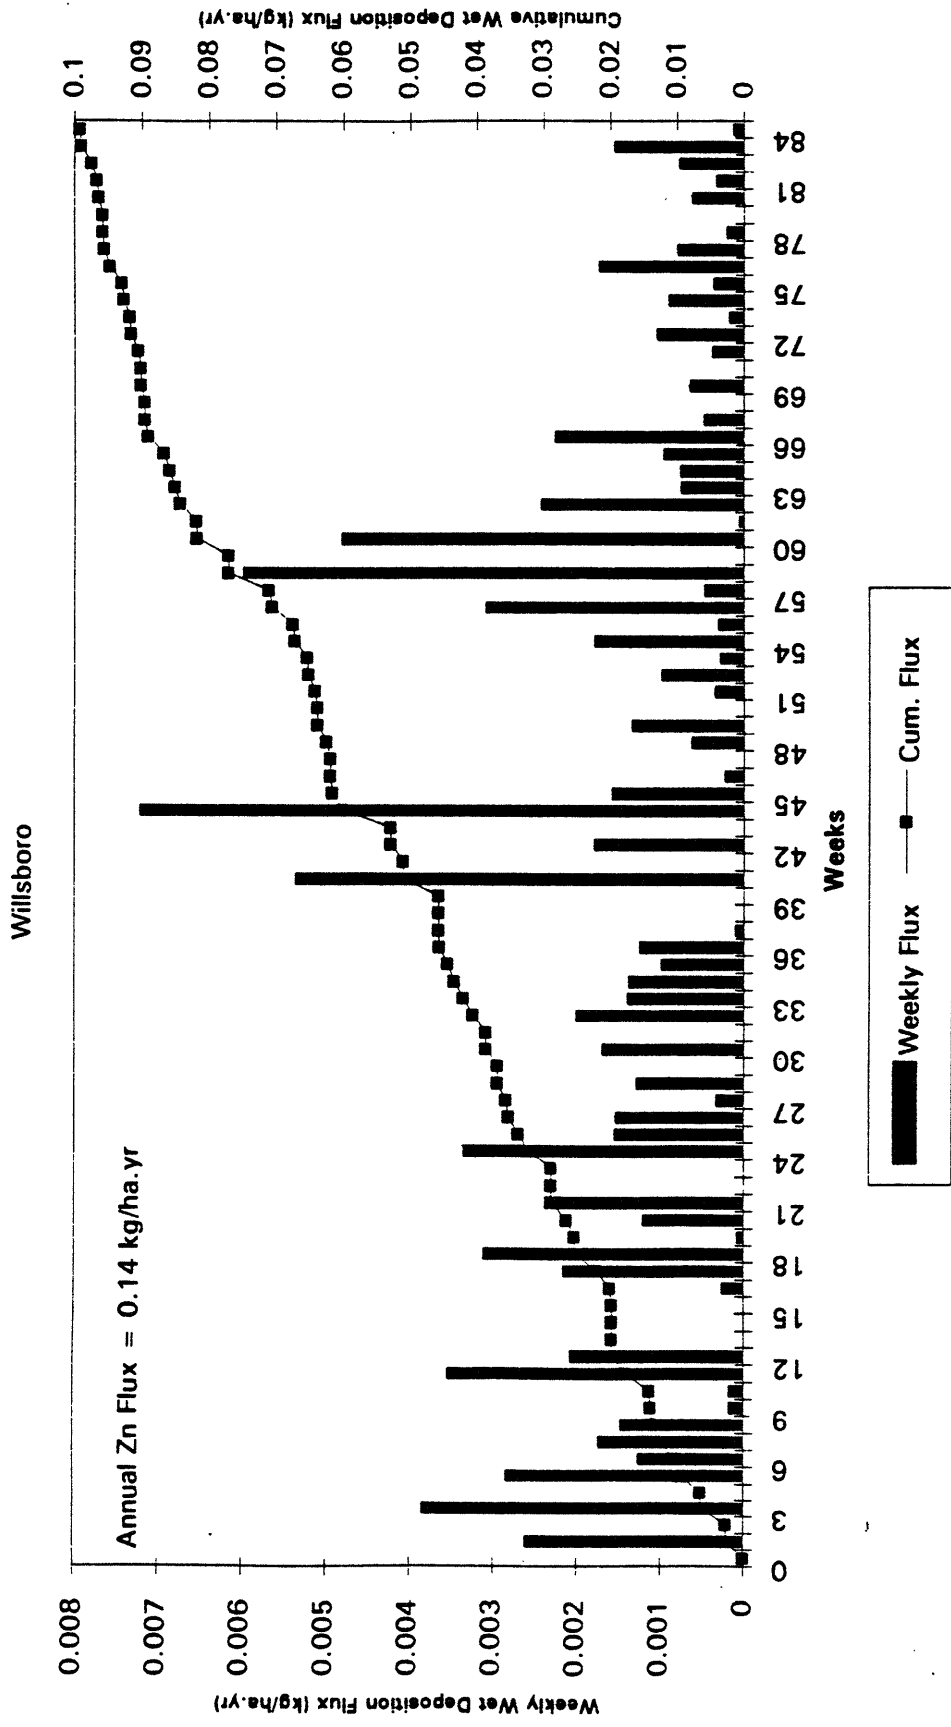 Willsboro
Annual Zn Flux = 0.14 kg/ha.yr
Weekly Wet Deposition Flux (kg/ha.yr)
0.008
0.007
0.006
0.005
0.004
0.003
0.002
0.001
0
Cumulative Wet Deposition Flux (kg/ha.yr)
0.1
0.09
0.08
0.07
0.06
0.05
0.04
0.03
0.02
0.01
0
0 3 6 9 12 15 18 21 24 27 30 33 36 39 42 45 48 51 54 57 60 63 66 69 72 75 78 81 84
Weeks
Weekly Flux Cum. Flux